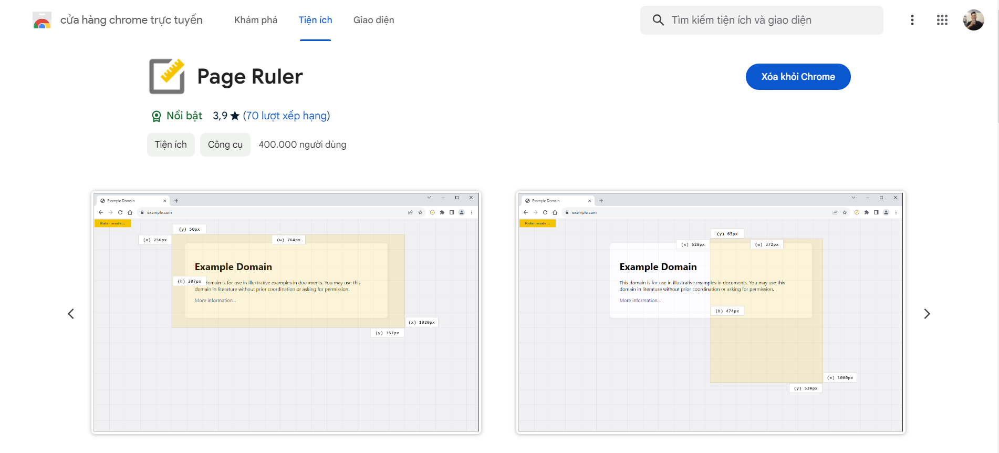 cửa hàng chrome trực tuyến
Khám phá
Tiện ích
Giao diện
Tìm kiếm tiện ích và giao diện
Page Ruler
Xóa khỏi Chrome
Nổi bật 3,9 ★ (70 lượt xếp hạng)
Tiện ích
Công cụ
400.000 người dùng
Example Domain
example.com
Ruler mode...
(y) 50px
(x) 256px
(w) 764px
Example Domain
(h) 307px
domain is for use in illustrative examples in documents. You may use this
domain in literature without prior coordination or asking for permission.
More information...
(x) 1020px
(y) 357px
Example Domain
example.com
Ruler mode...
(y) 65px
(x) 628px
(w) 372px
Example Domain
This domain is for use in illustrative examples in documents. You may use this
domain in literature without prior coordination or asking for permission.
More information...
(h) 474px
(x) 1000px
(y) 539px